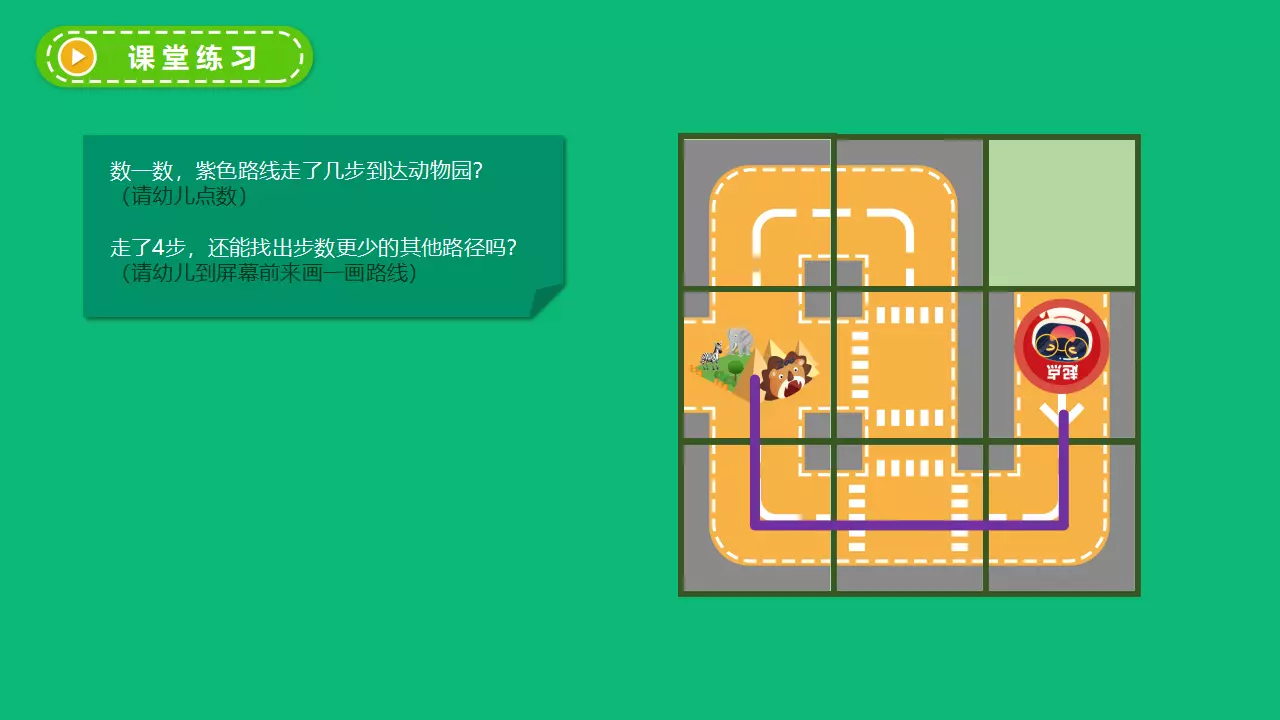 课堂练习
数一数，紫色路线走了几步到达动物园?
（请幼儿点数）
走了4步，还能找出步数更少的其他路径吗?
（请幼儿到屏幕前来画一画路线）
起点